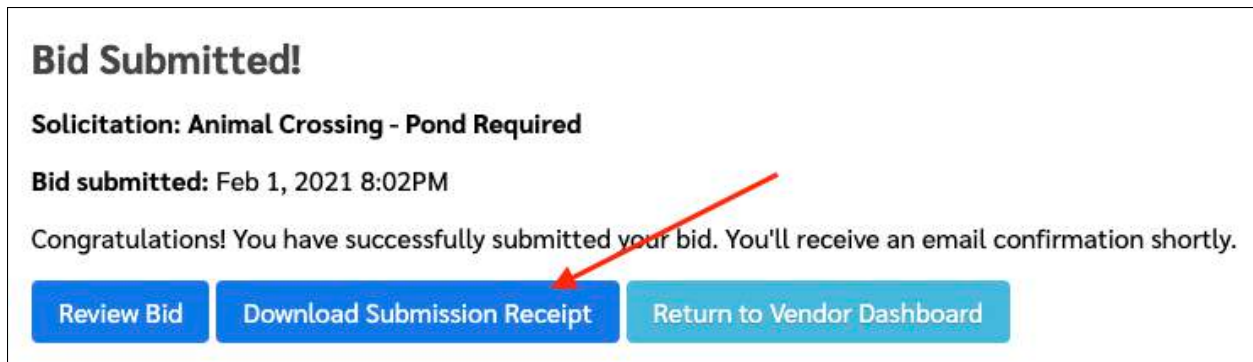 Bid Submitted!
Solicitation: Animal Crossing - Pond Required
Bid submitted: Feb 1, 2021 8:02PM
Congratulations! You have successfully submitted your bid. You'll receive an email confirmation shortly.
Review Bid Download Submission Receipt Return to Vendor Dashboard